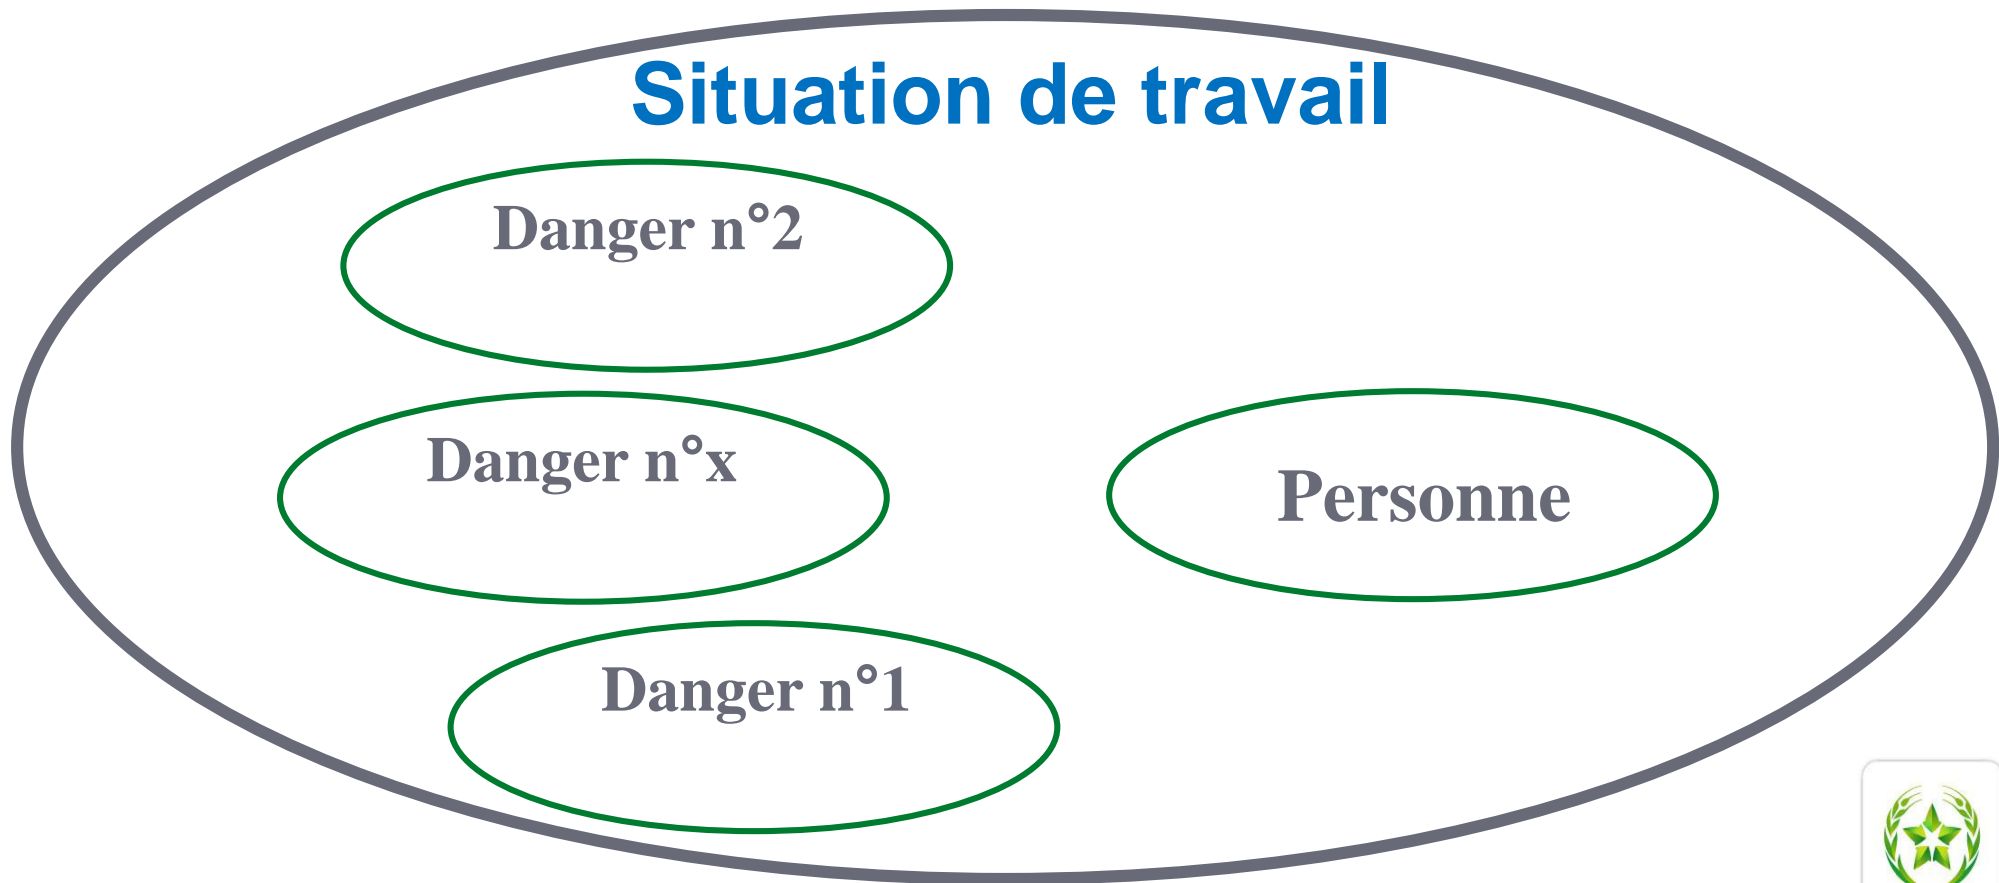 Situation de travail
Danger n°2
Danger n°x
Personne
Danger n°1